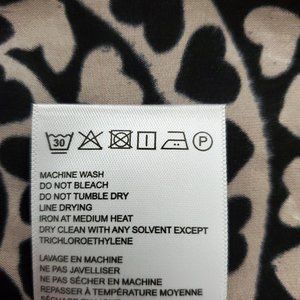 30 P
MACHINE WASH
DO NOT BLEACH
DO NOT TUMBLE DRY
LINE DRYING
IRON AT MEDIUM HEAT
DRY CLEAN WITH ANY SOLVENT EXCEPT
TRICHLOROETHYLENE
LAVAGE EN MACHINE
NE PAS JAVELLISER
NE PAS SÉCHER EN MACHINE
REPASSER À TEMPÉRATURE MOYENNE